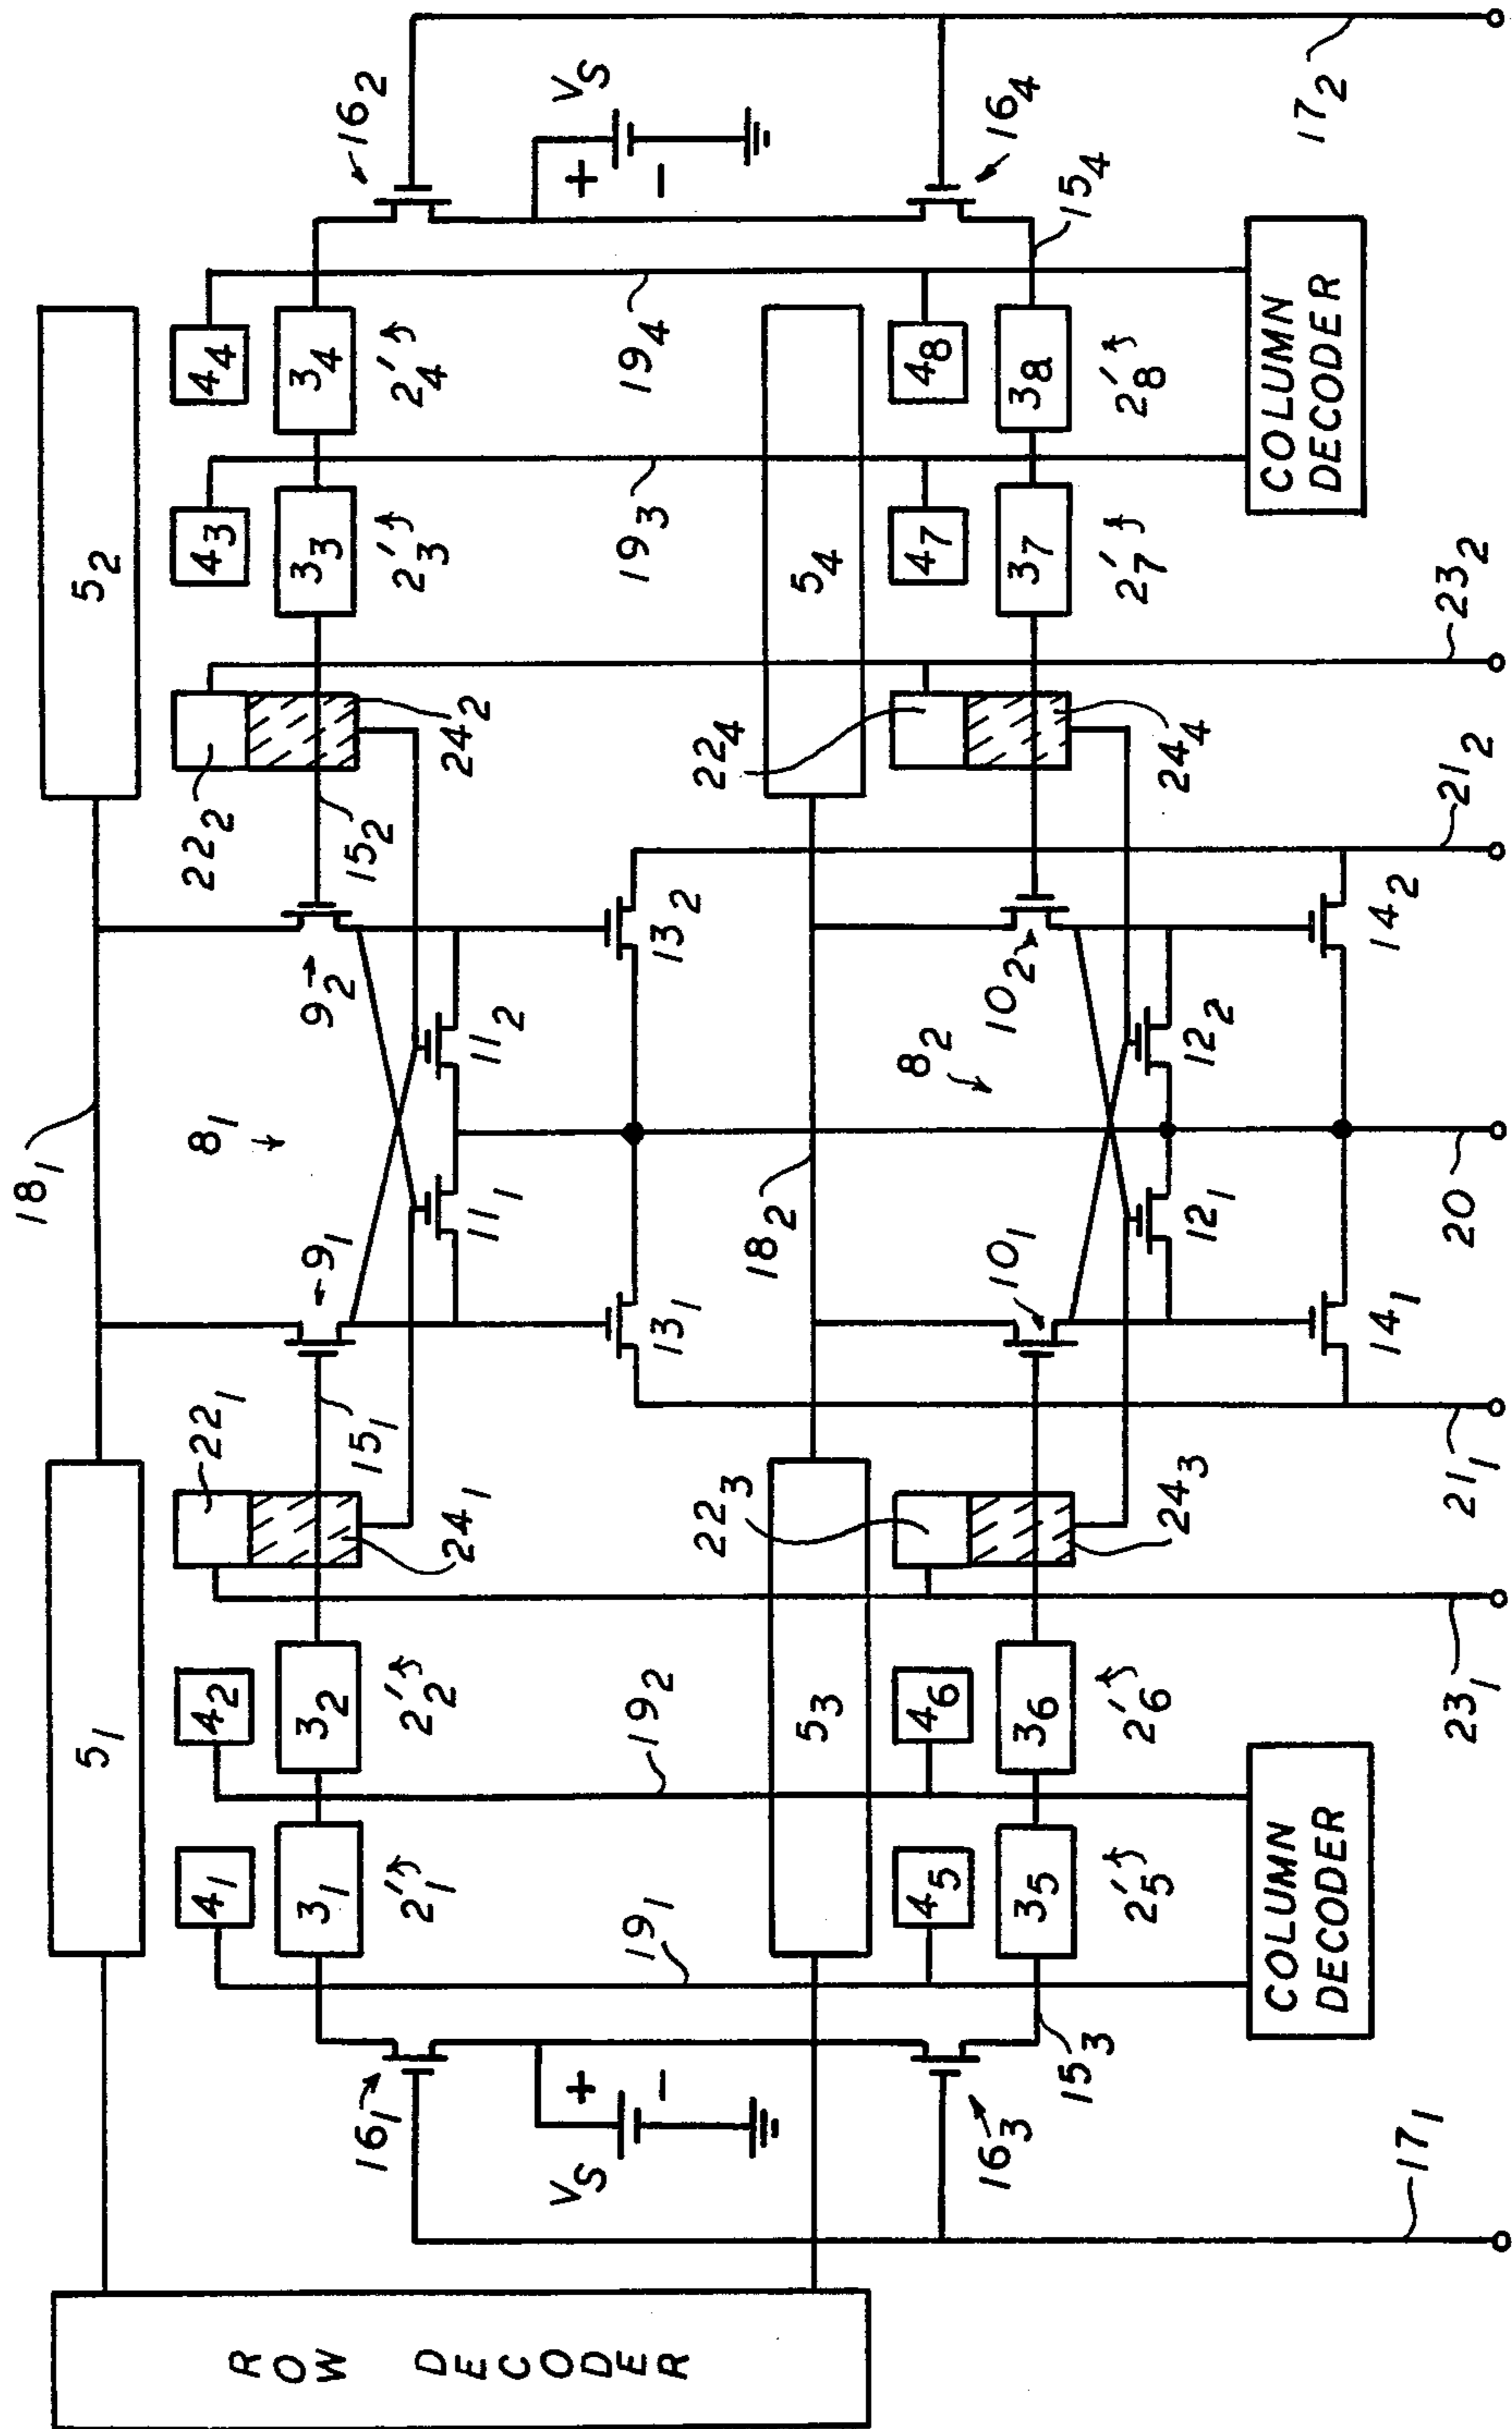 18₁
5₁ 5₂
4₁ 4₂ 22₁ 8₁ 22₂ 4₃ 4₄
ROW DECODER
3₁ 3₂ 9₁ 9₂ 3₃ 3₄
16₁ 15₁ 15₂ 16₂
2'₁ 2'₂ 2'₃ 2'₄
24₁ 24₂
11₁ 11₂
VS + − VS + −
13₁ 13₂
19₁ 19₂ 19₃ 19₄
22₃ 18₂ 22₄
5₃ 5₄
4₅ 4₆ 8₂ 4₇ 4₈
16₃ 10₁ 10₂ 16₄
3₅ 3₆ 3₇ 3₈
15₃ 15₄
2'₅ 2'₆ 2'₇ 2'₈
24₃ 24₄
12₁ 12₂
COLUMN DECODER
COLUMN DECODER
14₁ 14₂
17₁ 23₁ 21₁ 20 21₂ 23₂ 17₂